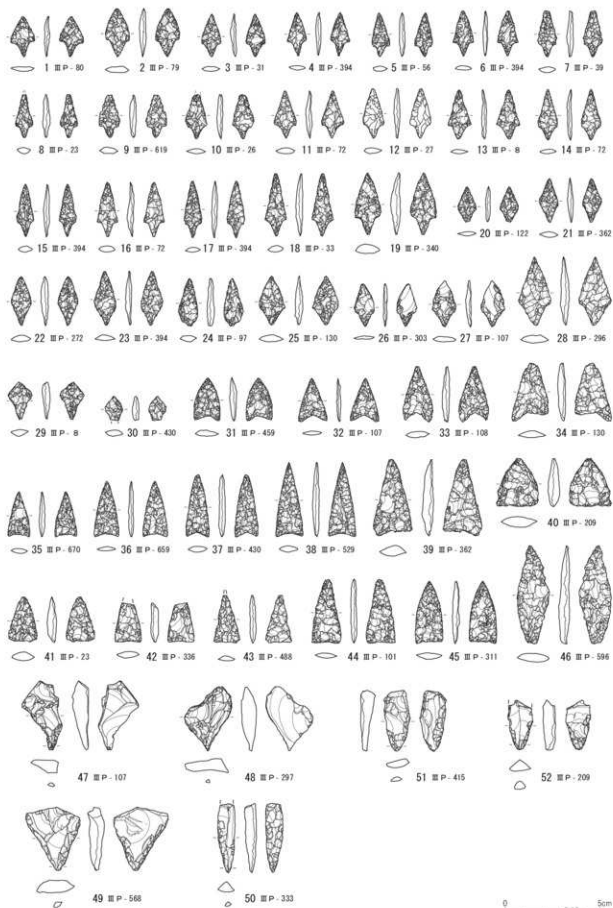 1 ⅢP-80 2 ⅢP-79 3 ⅢP-31 4 ⅢP-394 5 ⅢP-56 6 ⅢP-394 7 ⅢP-39
8 ⅢP-23 9 ⅢP-619 10 ⅢP-26 11 ⅢP-72 12 ⅢP-27 13 ⅢP-8 14 ⅢP-72
15 ⅢP-394 16 ⅢP-72 17 ⅢP-394 18 ⅢP-33 19 ⅢP-340 20 ⅢP-122 21 ⅢP-362
22 ⅢP-272 23 ⅢP-394 24 ⅢP-97 25 ⅢP-130 26 ⅢP-303 27 ⅢP-107 28 ⅢP-296
29 ⅢP-8 30 ⅢP-430 31 ⅢP-459 32 ⅢP-107 33 ⅢP-108 34 ⅢP-130
35 ⅢP-670 36 ⅢP-659 37 ⅢP-430 38 ⅢP-529 39 ⅢP-362 40 ⅢP-209
41 ⅢP-23 42 ⅢP-336 43 ⅢP-488 44 ⅢP-101 45 ⅢP-311 46 ⅢP-596
47 ⅢP-107 48 ⅢP-297 51 ⅢP-415 52 ⅢP-209
49 ⅢP-568 50 ⅢP-333
0 5cm